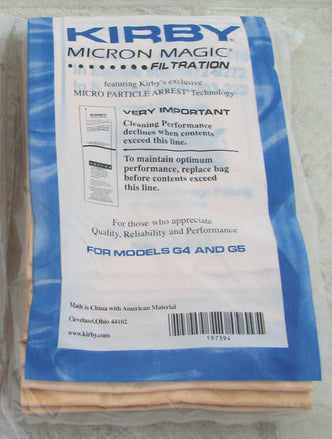 KIRBY
MICRON MAGIC
FILTRATION
featuring Kirby's exclusive
MICRO PARTICLE ARREST Technology
VERY IMPORTANT
Cleaning Performance
declines when contents
exceed this line.
To maintain optimum
performance, replace bag
before contents exceed
this line.
For those who appreciate
Quality, Reliability and Performance
FOR MODELS G4 AND G5
Made in China with American Material
Cleveland,Ohio 44102
www.kirby.com
197394